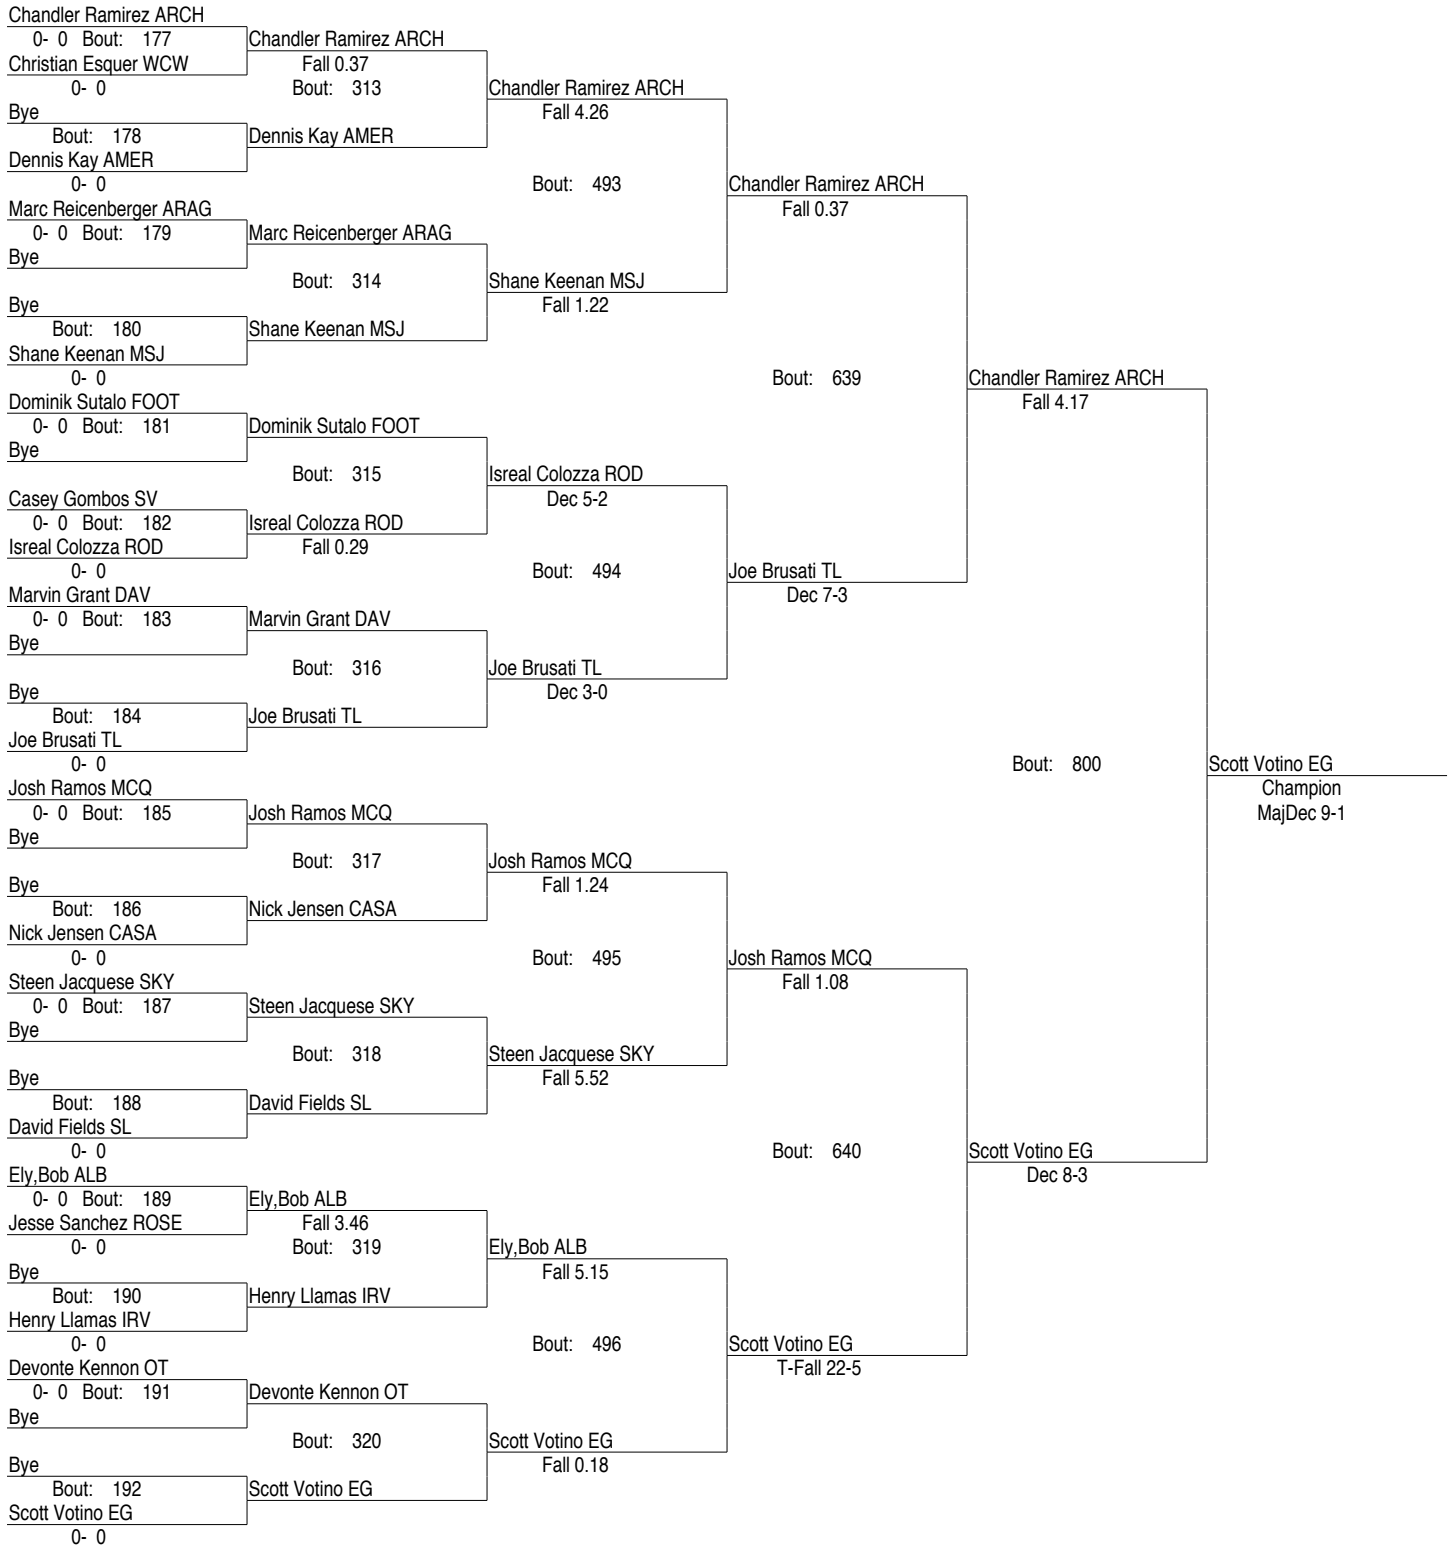 Chandler Ramirez ARCH
0- 0 Bout: 177
Christian Esquer WCW
0- 0
Bye
Bout: 178
Dennis Kay AMER
0- 0
Marc Reicenberger ARAG
0- 0 Bout: 179
Bye
Bye
Bout: 180
Shane Keenan MSJ
0- 0
Dominik Sutalo FOOT
0- 0 Bout: 181
Bye
Casey Gombos SV
0- 0 Bout: 182
Isreal Colozza ROD
0- 0
Marvin Grant DAV
0- 0 Bout: 183
Bye
Bye
Bout: 184
Joe Brusati TL
0- 0
Josh Ramos MCQ
0- 0 Bout: 185
Bye
Bye
Bout: 186
Nick Jensen CASA
0- 0
Steen Jacquese SKY
0- 0 Bout: 187
Bye
Bye
Bout: 188
David Fields SL
0- 0
Ely,Bob ALB
0- 0 Bout: 189
Jesse Sanchez ROSE
0- 0
Bye
Bout: 190
Henry Llamas IRV
0- 0
Devonte Kennon OT
0- 0 Bout: 191
Bye
Bye
Bout: 192
Scott Votino EG
0- 0
Chandler Ramirez ARCH
Fall 0.37
Bout: 313
Dennis Kay AMER
Marc Reicenberger ARAG
Bout: 314
Shane Keenan MSJ
Dominik Sutalo FOOT
Bout: 315
Isreal Colozza ROD
Fall 0.29
Marvin Grant DAV
Bout: 316
Joe Brusati TL
Josh Ramos MCQ
Bout: 317
Nick Jensen CASA
Steen Jacquese SKY
Bout: 318
David Fields SL
Ely,Bob ALB
Fall 3.46
Bout: 319
Henry Llamas IRV
Devonte Kennon OT
Bout: 320
Scott Votino EG
Chandler Ramirez ARCH
Fall 4.26
Bout: 493
Shane Keenan MSJ
Fall 1.22
Isreal Colozza ROD
Dec 5-2
Bout: 494
Joe Brusati TL
Dec 3-0
Josh Ramos MCQ
Fall 1.24
Bout: 495
Steen Jacquese SKY
Fall 5.52
Ely,Bob ALB
Fall 5.15
Bout: 496
Scott Votino EG
Fall 0.18
Chandler Ramirez ARCH
Fall 0.37
Bout: 639
Joe Brusati TL
Dec 7-3
Josh Ramos MCQ
Fall 1.08
Bout: 640
Scott Votino EG
T-Fall 22-5
Chandler Ramirez ARCH
Fall 4.17
Bout: 800
Scott Votino EG
Dec 8-3
Scott Votino EG
Champion
MajDec 9-1